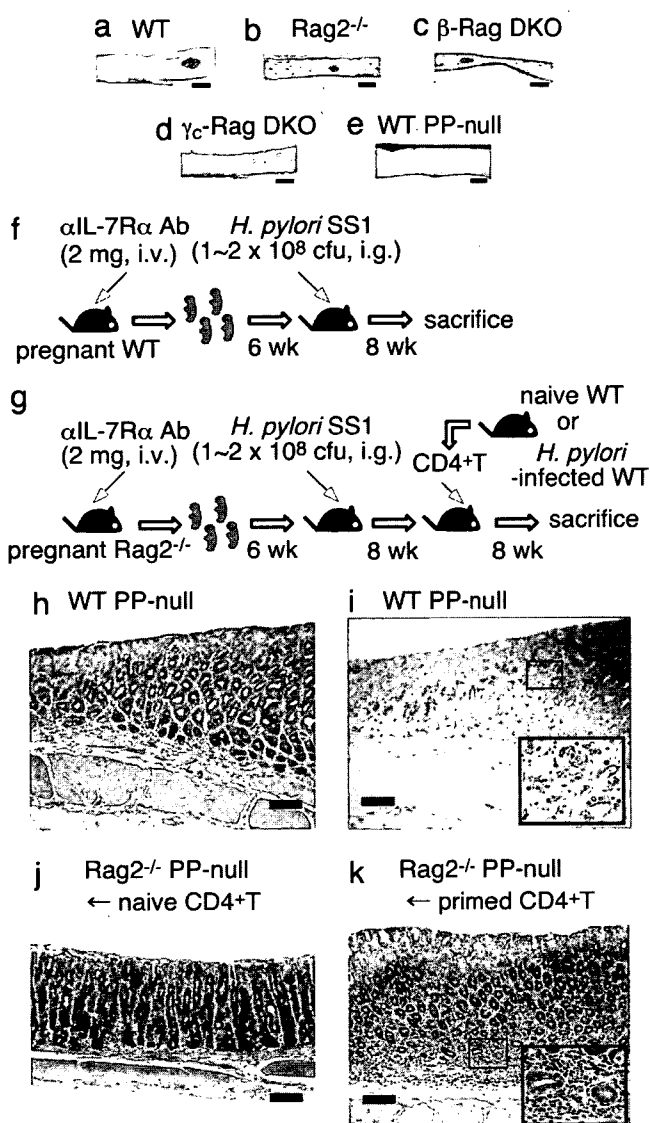 a WT
b Rag2-/-
c β-Rag DKO
d γc-Rag DKO
e WT PP-null
f
αIL-7Rα Ab
(2 mg, i.v.)
H. pylori SS1
(1~2 x 10⁸ cfu, i.g.)
pregnant WT
6 wk
8 wk
sacrifice
g
αIL-7Rα Ab
(2 mg, i.v.)
H. pylori SS1
(1~2 x 10⁸ cfu, i.g.)
CD4+T
naive WT
or
H. pylori
-infected WT
pregnant Rag2-/-
6 wk
8 wk
8 wk
sacrifice
h WT PP-null
i WT PP-null
j Rag2-/- PP-null
← naive CD4+T
k Rag2-/- PP-null
← primed CD4+T